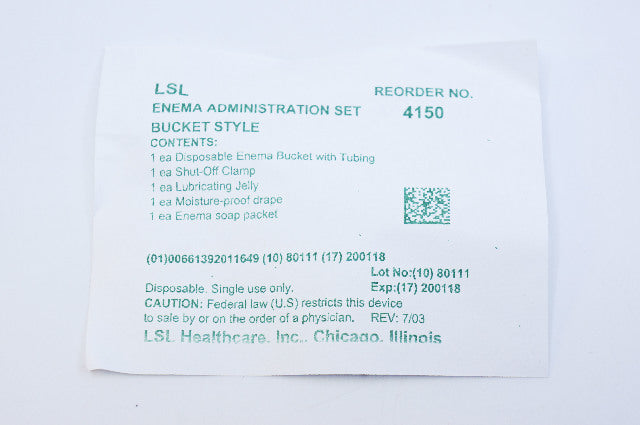 LSL
REORDER NO.
ENEMA ADMINISTRATION SET
4150
BUCKET STYLE
CONTENTS:
1 ea Disposable Enema Bucket with Tubing
1 ea Shut-Off Clamp
1 ea Lubricating Jelly
1 ea Moisture-proof drape
1 ea Enema soap packet
(01)00661392011649 (10) 80111 (17) 200118
Lot No:(10) 80111
Disposable. Single use only.
Exp:(17) 200118
CAUTION: Federal law (U.S) restricts this device
to sale by or on the order of a physician. REV: 7/03
LSL Healthcare, Inc., Chicago, Illinois